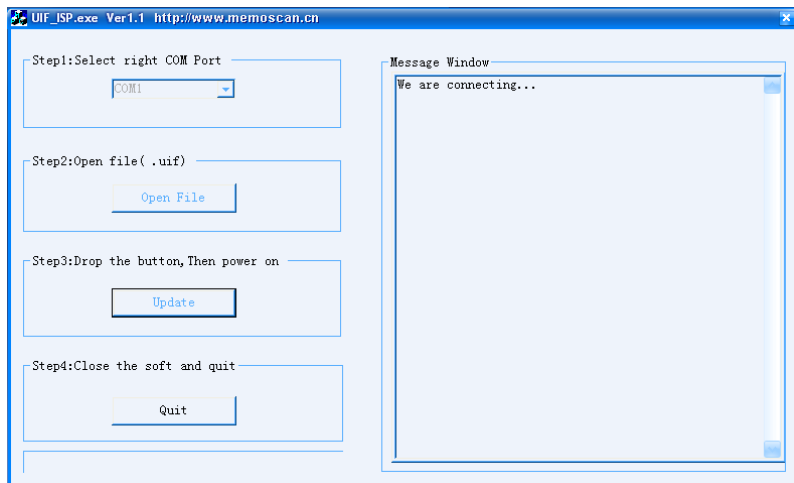 UIF_ISP.exe Ver1.1 http://www.memoscan.cn
Step1:Select right COM Port
COM1
Step2:Open file( .uif)
Open File
Step3:Drop the button,Then power on
Update
Step4:Close the soft and quit
Quit
Message Window
We are connecting...